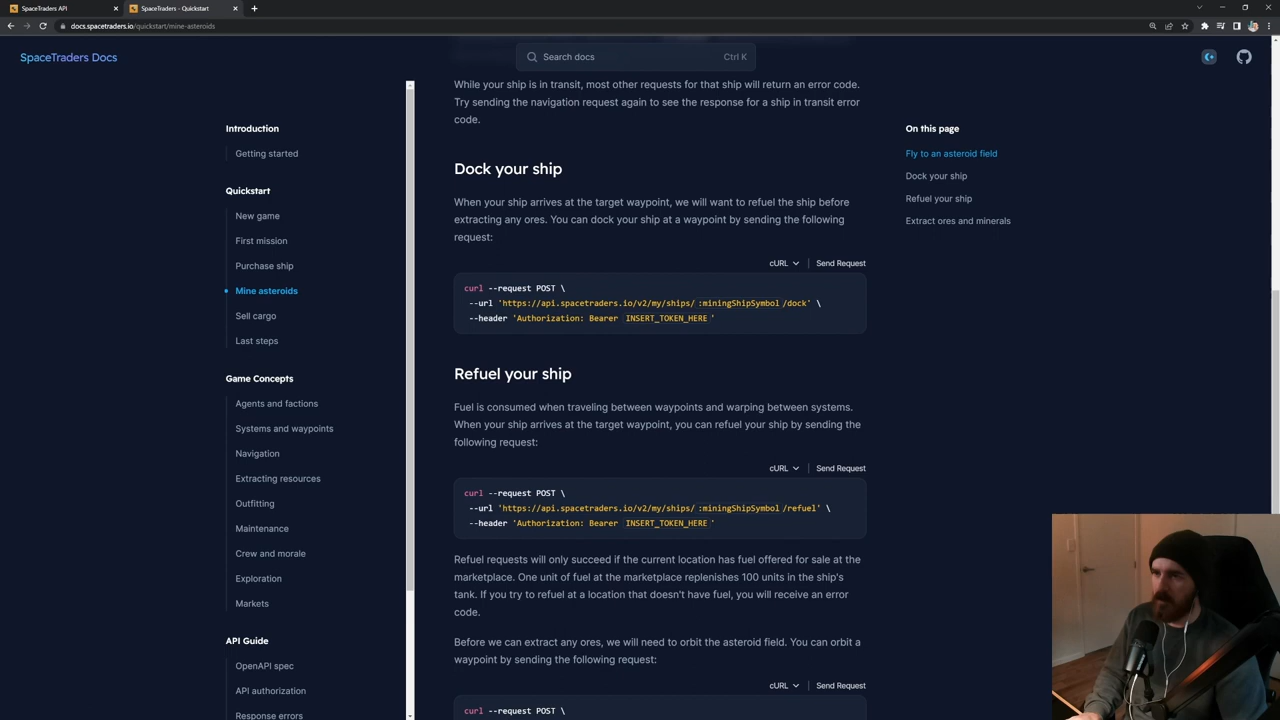 SpaceTraders API
SpaceTraders - Quickstart
docs.spacetraders.io/quickstart/mine-asteroids
SpaceTraders Docs
Search docs
Ctrl K
Introduction
Getting started
Quickstart
New game
First mission
Purchase ship
Mine asteroids
Sell cargo
Last steps
Game Concepts
Agents and factions
Systems and waypoints
Navigation
Extracting resources
Outfitting
Maintenance
Crew and morale
Exploration
Markets
API Guide
OpenAPI spec
API authorization
Response errors
While your ship is in transit, most other requests for that ship will return an error code.
Try sending the navigation request again to see the response for a ship in transit error
code.
Dock your ship
When your ship arrives at the target waypoint, we will want to refuel the ship before
extracting any ores. You can dock your ship at a waypoint by sending the following
request:
cURL
Send Request
curl --request POST \
--url 'https://api.spacetraders.io/v2/my/ships/ :miningShipSymbol /dock' \
--header 'Authorization: Bearer INSERT_TOKEN_HERE '
Refuel your ship
Fuel is consumed when traveling between waypoints and warping between systems.
When your ship arrives at the target waypoint, you can refuel your ship by sending the
following request:
cURL
Send Request
curl --request POST \
--url 'https://api.spacetraders.io/v2/my/ships/ :miningShipSymbol /refuel' \
--header 'Authorization: Bearer INSERT_TOKEN_HERE '
Refuel requests will only succeed if the current location has fuel offered for sale at the
marketplace. One unit of fuel at the marketplace replenishes 100 units in the ship's
tank. If you try to refuel at a location that doesn't have fuel, you will receive an error
code.
Before we can extract any ores, we will need to orbit the asteroid field. You can orbit a
waypoint by sending the following request:
cURL
Send Request
curl --request POST \
On this page
Fly to an asteroid field
Dock your ship
Refuel your ship
Extract ores and minerals